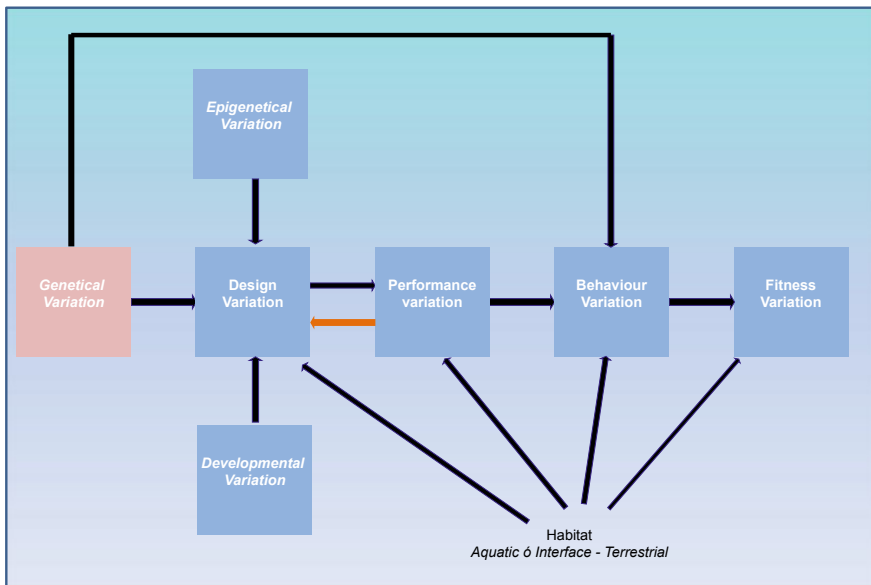 Epigenetical
Variation
Genetical
Variation
Design
Variation
Performance
variation
Behaviour
Variation
Fitness
Variation
Developmental
Variation
Habitat
Aquatic ó Interface - Terrestrial